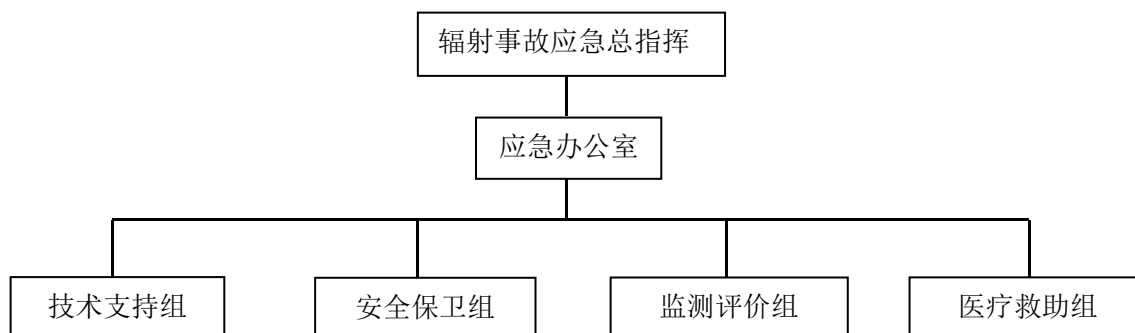 辐射事故应急总指挥
应急办公室
技术支持组
安全保卫组
监测评价组
医疗救助组